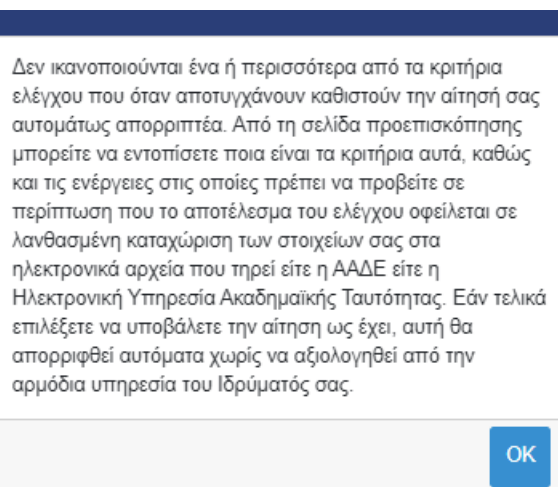 Δεν ικανοποιούνται ένα ή περισσότερα από τα κριτήρια
ελέγχου που όταν αποτυγχάνουν καθιστούν την αίτησή σας
αυτομάτως απορριπτέα. Από τη σελίδα προεπισκόπησης
μπορείτε να εντοπίσετε ποια είναι τα κριτήρια αυτά, καθώς
και τις ενέργειες στις οποίες πρέπει να προβείτε σε
περίπτωση που το αποτέλεσμα του ελέγχου οφείλεται σε
λανθασμένη καταχώριση των στοιχείων σας στα
ηλεκτρονικά αρχεία που τηρεί είτε η ΑΑΔΕ είτε η
Ηλεκτρονική Υπηρεσία Ακαδημαϊκής Ταυτότητας. Εάν τελικά
επιλέξετε να υποβάλετε την αίτηση ως έχει, αυτή θα
απορριφθεί αυτόματα χωρίς να αξιολογηθεί από την
αρμόδια υπηρεσία του Ιδρύματός σας.
OK